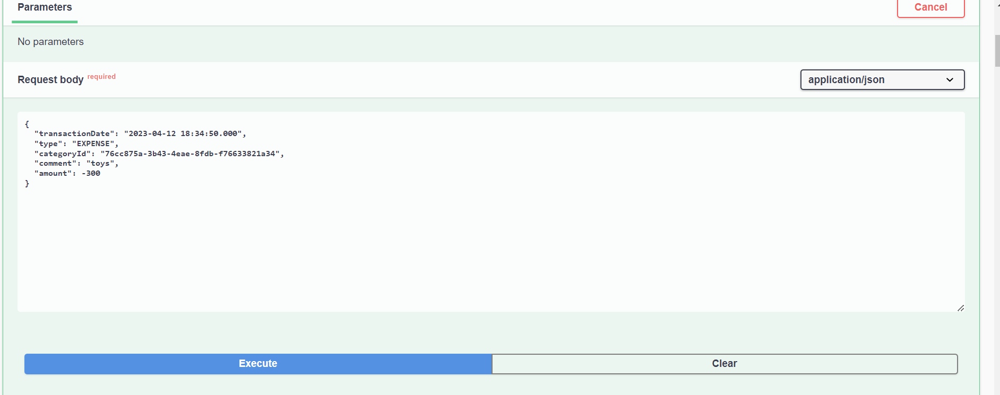 Parameters
Cancel
No parameters
Request body required
application/json
{
  "transactionDate": "2023-04-12 18:34:50.000",
  "type": "EXPENSE",
  "categoryId": "76cc875a-3b43-4eae-8fdb-f76633821a34",
  "comment": "toys",
  "amount": -300
}
Execute
Clear